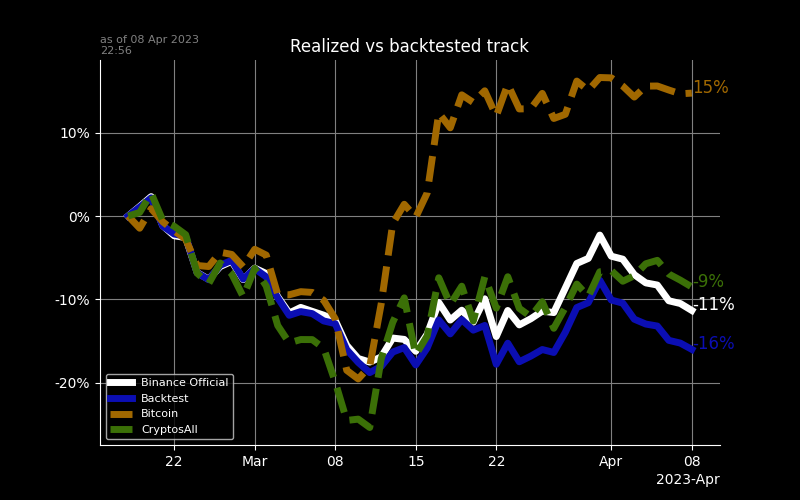 as of 08 Apr 2023
22:56
Realized vs backtested track
15%
10%
0%
-10%
-20%
-9%
-11%
-16%
Binance Official
Backtest
Bitcoin
CryptosAll
22
Mar
08
15
22
Apr
08
2023-Apr